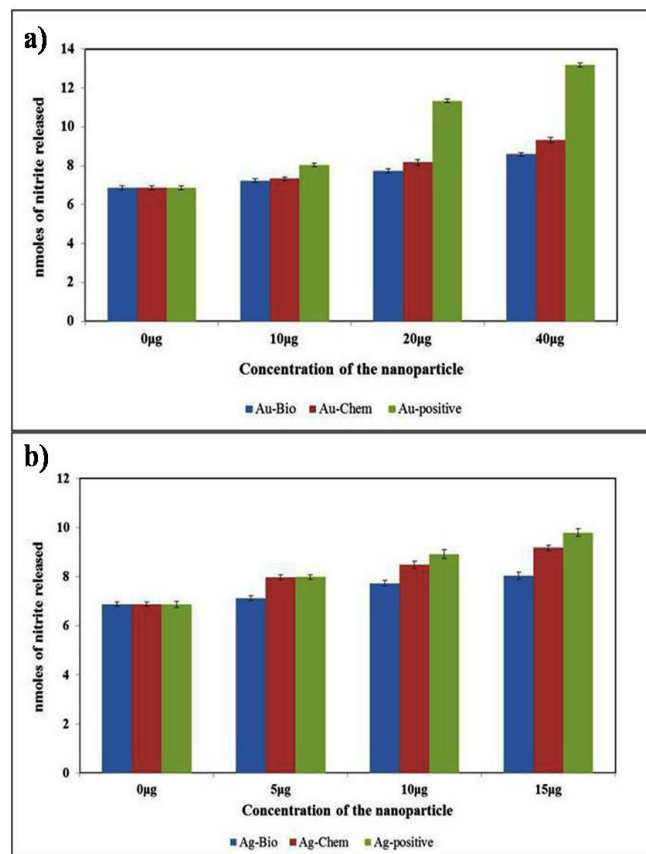 a)
nmoles of nitrite released
14
12
10
8
6
4
2
0
0µg 10µg 20µg 40µg
Concentration of the nanoparticle
Au-Bio Au-Chem Au-positive
b)
nmoles of nitrite released
12
10
8
6
4
2
0
0µg 5µg 10µg 15µg
Concentration of the nanoparticle
Ag-Bio Ag-Chem Ag-positive